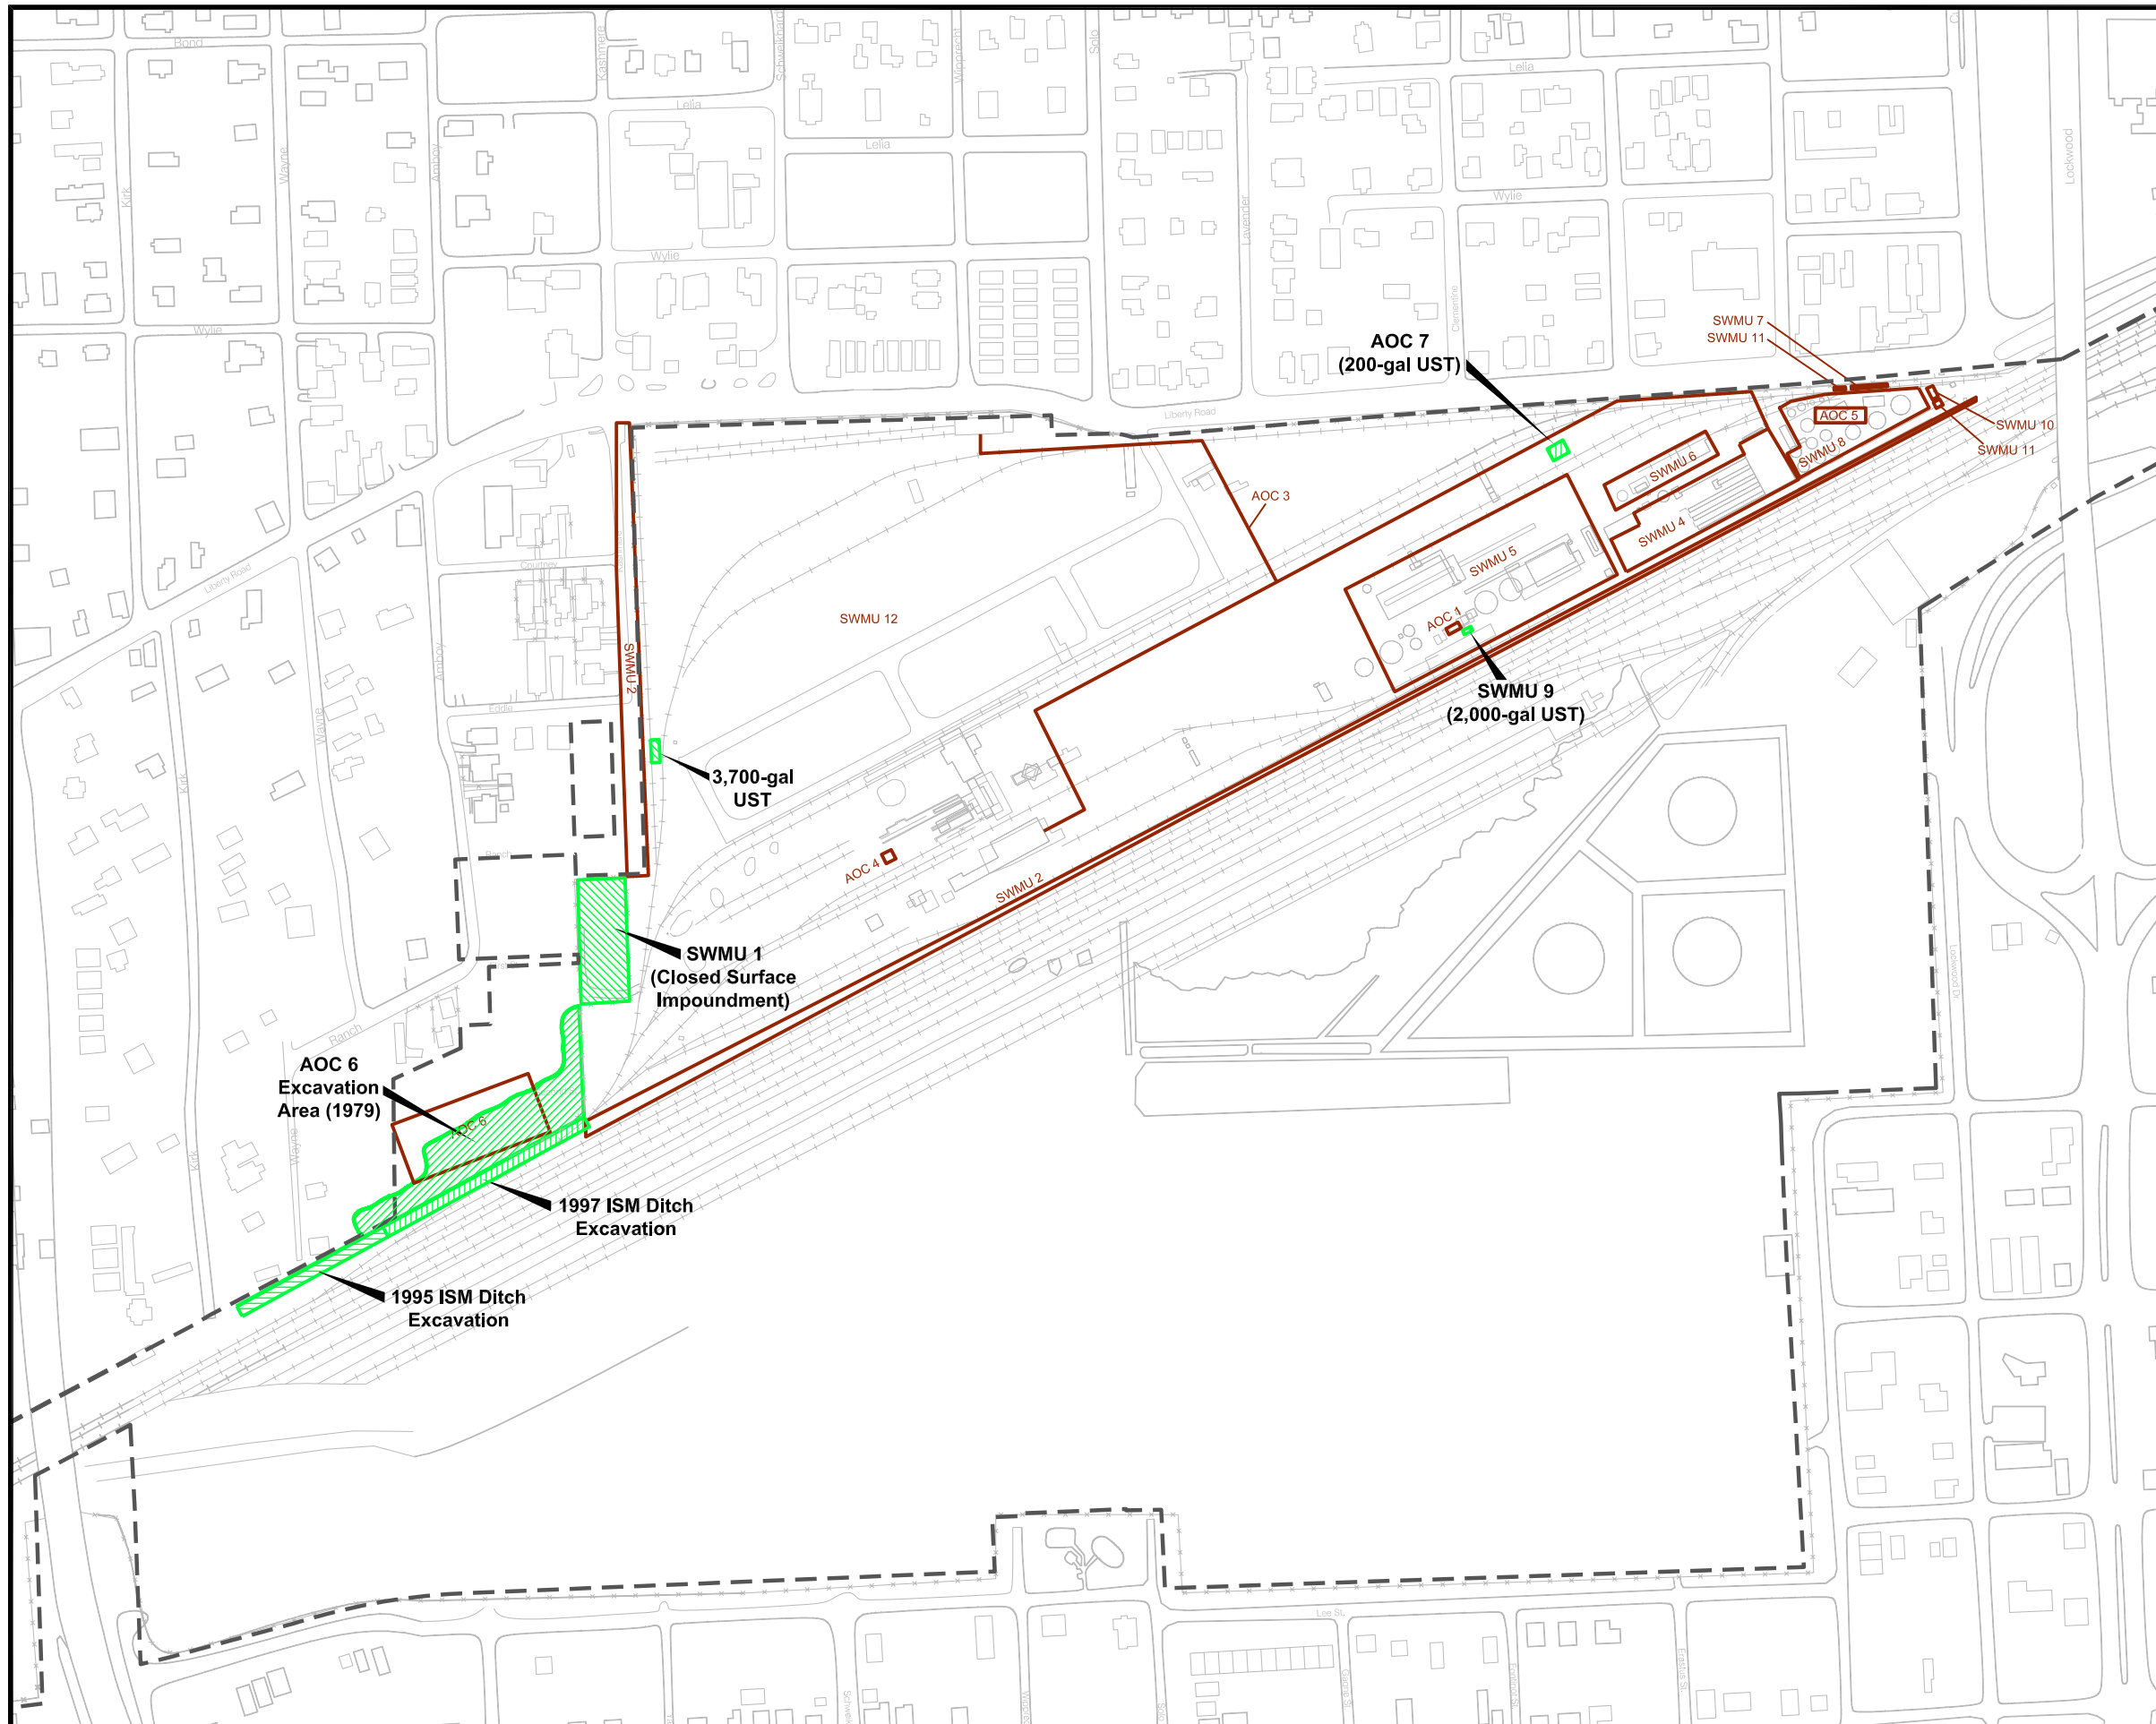 Bond
Kashmere
Schweikhardt
Wipprecht
Solo
Lelia
Lelia
Lelia
Lockwood
Kirk
Wayne
Amboy
Lavender
Wylie
Wylie
Wylie
Clementine
SWMU 7
SWMU 11
AOC 7
(200-gal UST)
Liberty Road
AOC 5
SWMU 10
SWMU 11
SWMU 8
SWMU 6
SWMU 4
AOC 3
SWMU 5
Courtney
Liberty Road
AOC 1
SWMU 12
SWMU 2
Amboy
Eddie
Wayne
Kirk
SWMU 9
(2,000-gal UST)
3,700-gal
UST
Ranch
AOC 4
SWMU 2
SWMU 1
(Closed Surface
Impoundment)
Lockwood Dr.
Ranch
AOC 6
Excavation
Area (1979)
AOC 6
Wayne
Kirk
1997 ISM Ditch
Excavation
1995 ISM Ditch
Excavation
Lee St.
Erastus St.